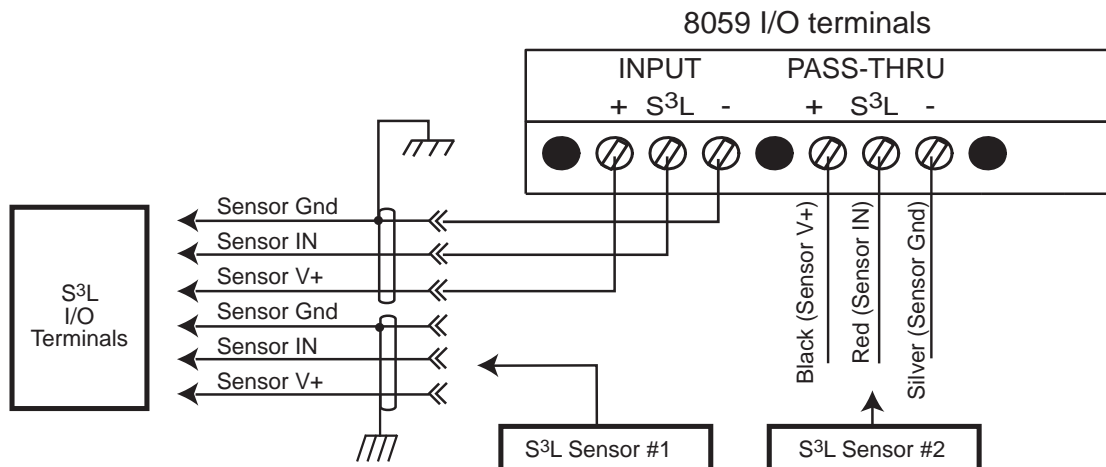 8059 I/O terminals
INPUT PASS-THRU
+ S³L - + S³L -
Sensor Gnd
Sensor IN
Sensor V+
Sensor Gnd
Sensor IN
Sensor V+
S³L
I/O
Terminals
Black (Sensor V+)
Red (Sensor IN)
Silver (Sensor Gnd)
S³L Sensor #1
S³L Sensor #2